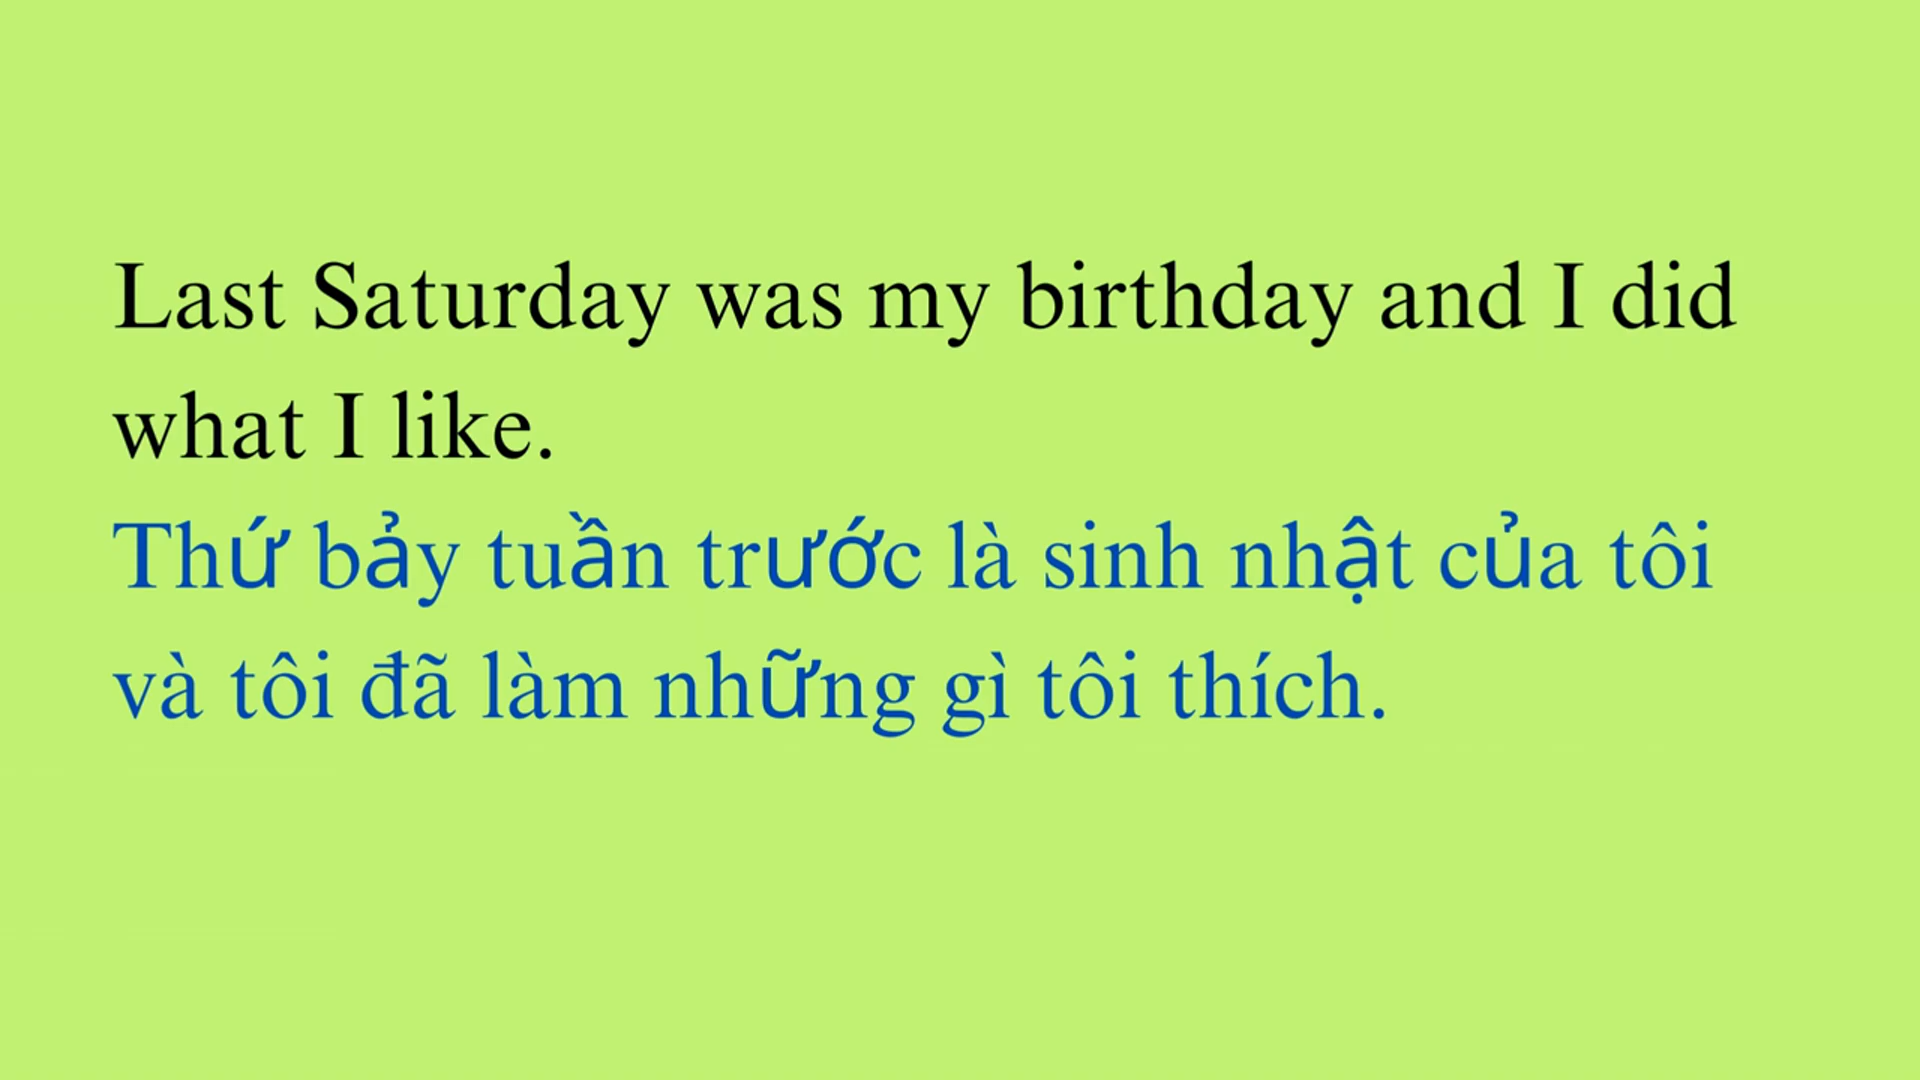 Last Saturday was my birthday and I did
what I like.
Thứ bảy tuần trước là sinh nhật của tôi
và tôi đã làm những gì tôi thích.